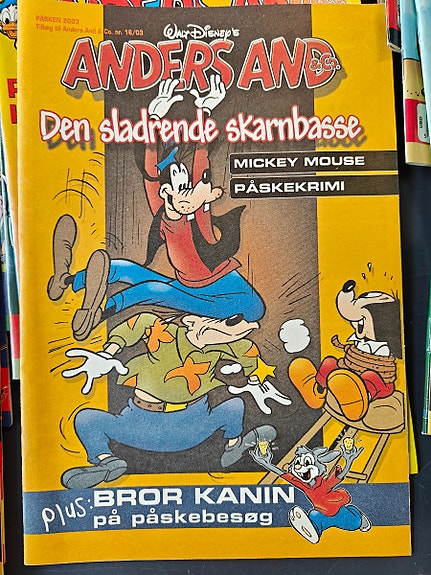 PÅSKEN 2003
Tillæg til Anders And & Co. nr. 16/03
WALT DISNEY'S
ANDERS AND
& Co.
Den sladrende skarnbasse
MICKEY MOUSE
PÅSKEKRIMI
plus:
BROR KANIN
på påskebesøg